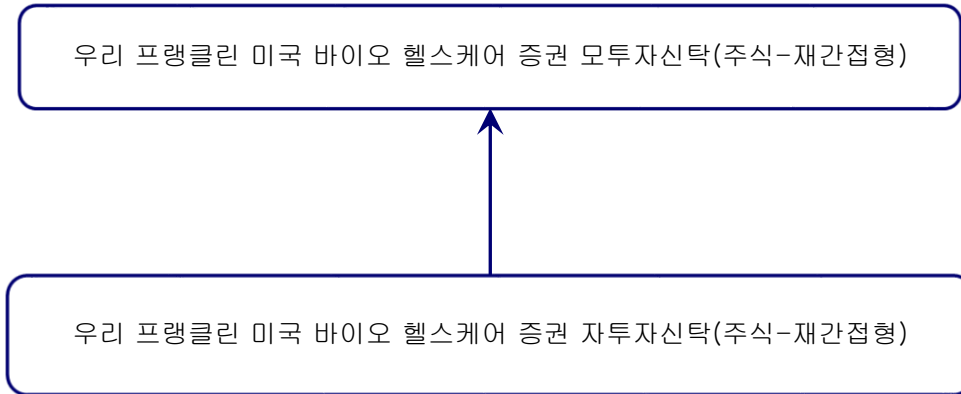 우리 프랭클린 미국 바이오 헬스케어 증권 모투자신탁(주식-재간접형)
우리 프랭클린 미국 바이오 헬스케어 증권 자투자신탁(주식-재간접형)